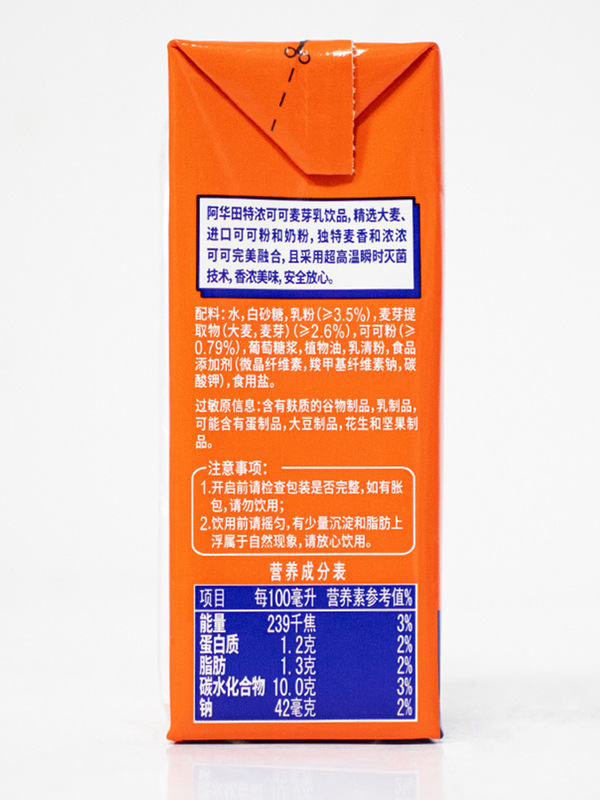 阿华田特浓可可麦芽乳饮品,精选大麦、
进口可可粉和奶粉,独特麦香和浓浓
可可完美融合,且采用超高温瞬时灭菌
技术,香浓美味,安全放心。
配料:水,白砂糖,乳粉(≥3.5%),麦芽提
取物(大麦,麦芽)(≥2.6%),可可粉(≥
0.79%),葡萄糖浆,植物油,乳清粉,食品
添加剂(微晶纤维素,羧甲基纤维素钠,碳
酸钾),食用盐。
过敏原信息:含有麸质的谷物制品,乳制品,
可能含有蛋制品,大豆制品,花生和坚果制
品。
注意事项:
1.开启前请检查包装是否完整,如有胀
包,请勿饮用;
2.饮用前请摇匀,有少量沉淀和脂肪上
浮属于自然现象,请放心饮用。
营养成分表
项目 每100毫升 营养素参考值%
能量 239千焦 3%
蛋白质 1.2克 2%
脂肪 1.3克 2%
碳水化合物 10.0克 3%
钠 42毫克 2%